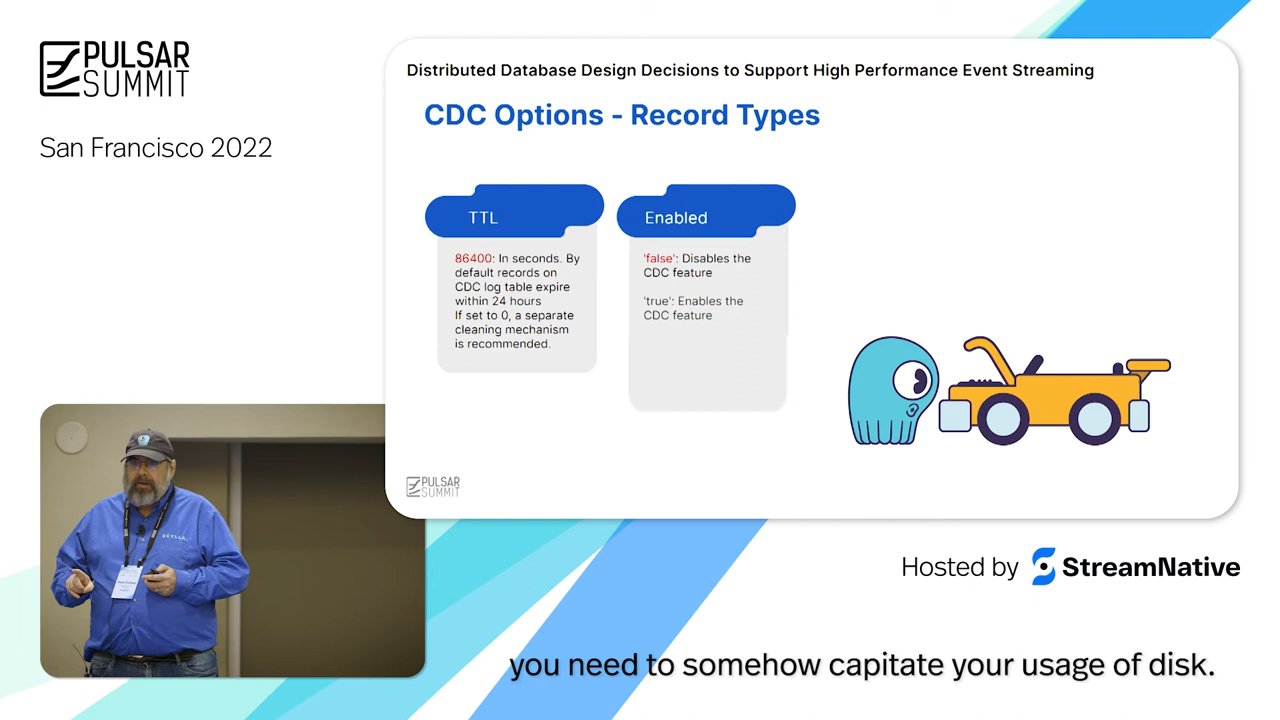 PULSAR
SUMMIT
San Francisco 2022
Distributed Database Design Decisions to Support High Performance Event Streaming
CDC Options - Record Types
TTL
86400: In seconds. By
default records on
CDC log table expire
within 24 hours
If set to 0, a separate
cleaning mechanism
is recommended.
Enabled
'false': Disables the
CDC feature
'true': Enables the
CDC feature
PULSAR
SUMMIT
SCYLLA.
Hosted by StreamNative
you need to somehow capitate your usage of disk.